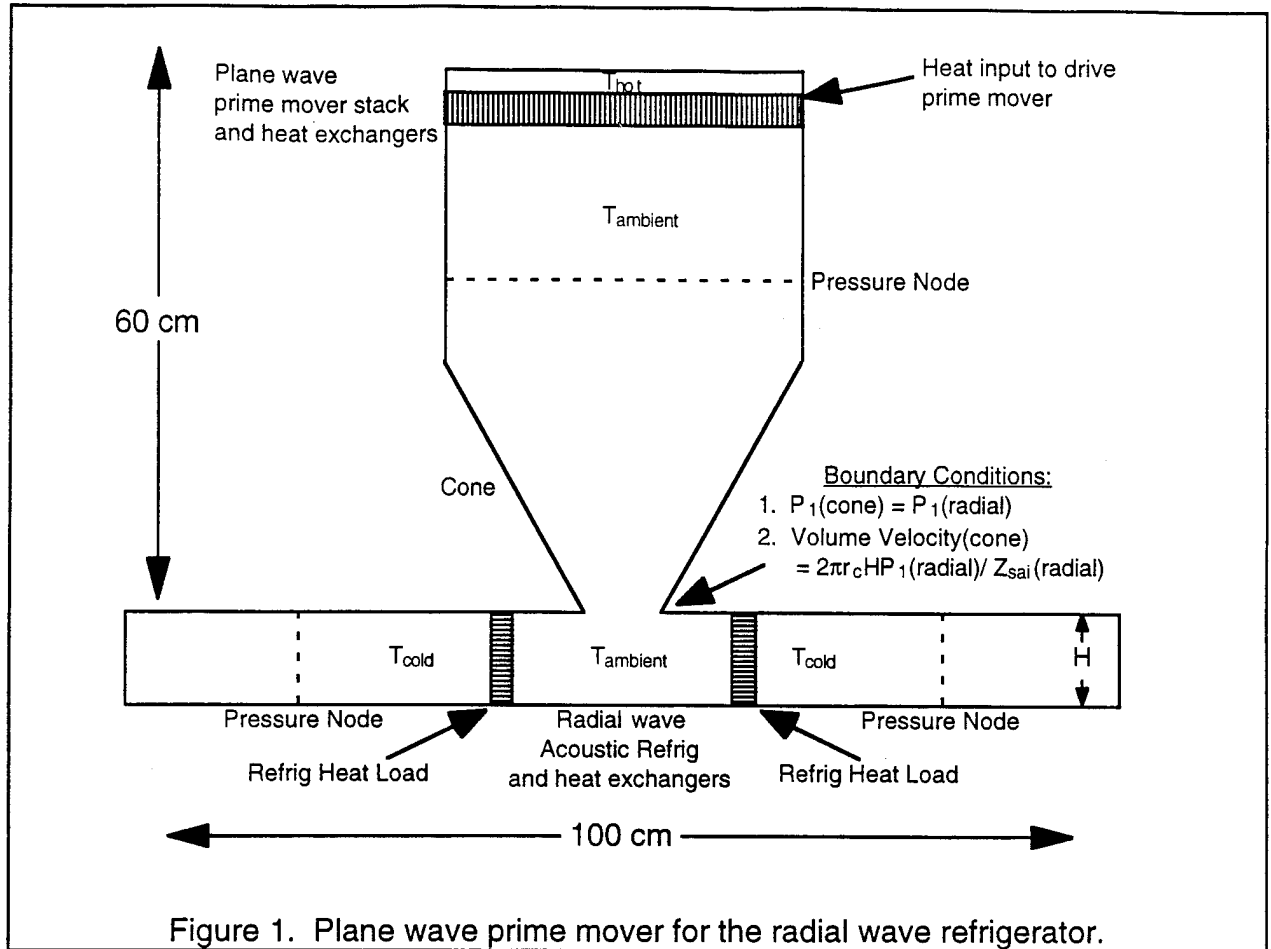 Plane wave
prime mover stack
and heat exchangers
Thot
Heat input to drive
prime mover
Tambient
Pressure Node
60 cm
Cone
Boundary Conditions:
1. P1(cone) = P1(radial)
2. Volume Velocity(cone)
= 2πrcHP1(radial)/ Zsai(radial)
Tcold
Tambient
Tcold
H
Pressure Node
Radial wave
Acoustic Refrig
and heat exchangers
Pressure Node
Refrig Heat Load
Refrig Heat Load
100 cm
Figure 1. Plane wave prime mover for the radial wave refrigerator.